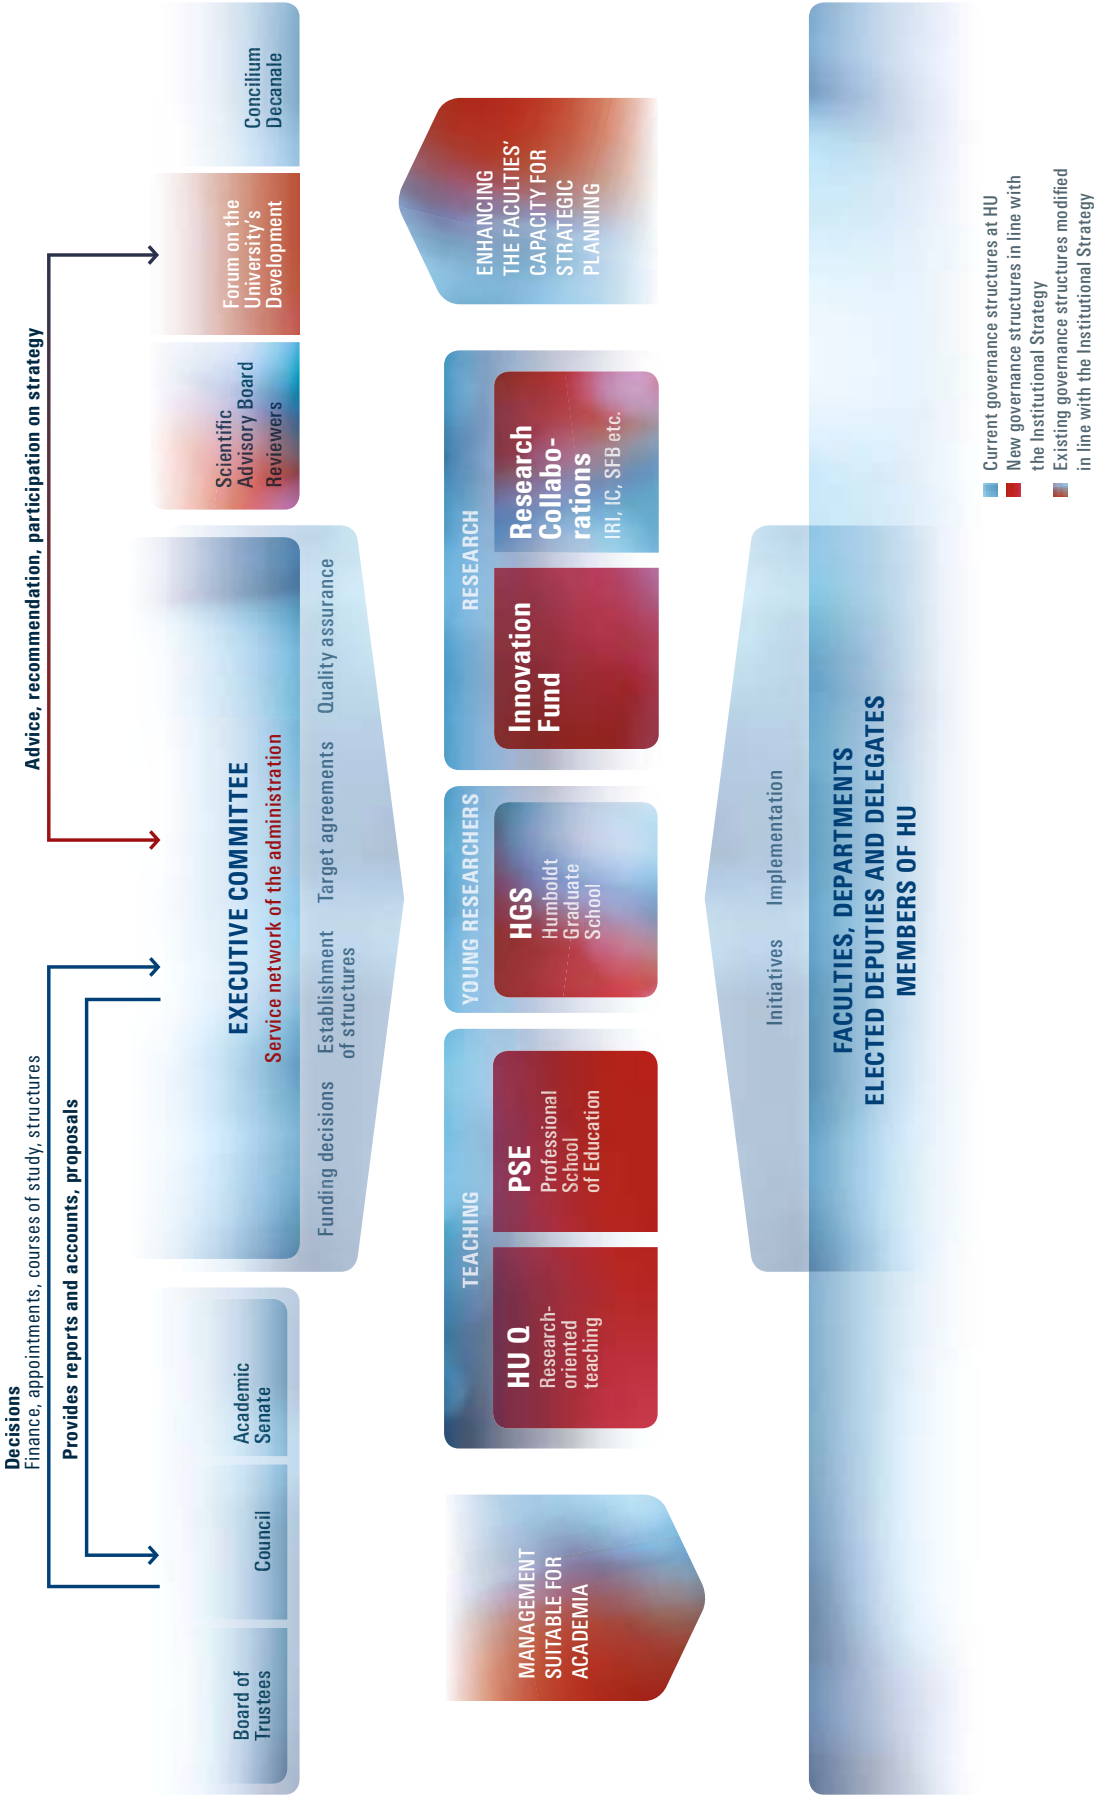 Decisions
Finance, appointments, courses of study, structures
Provides reports and accounts, proposals
Advice, recommendation, participation on strategy
Board of
Trustees
Council
Academic
Senate
EXECUTIVE COMMITTEE
Service network of the administration
Scientific
Advisory Board
Reviewers
Forum on the
University's
Development
Concilium
Decanale
Funding decisions
Establishment
of structures
Target agreements
Quality assurance
MANAGEMENT
SUITABLE FOR
ACADEMIA
TEACHING
HU Q
Research-
oriented
teaching
PSE
Professional
School
of Education
YOUNG RESEARCHERS
HGS
Humboldt
Graduate
School
RESEARCH
Innovation
Fund
Research
Collabo-
rations
IRI, IC, SFB etc.
ENHANCING
THE FACULTIES'
CAPACITY FOR
STRATEGIC
PLANNING
Initiatives
Implementation
FACULTIES, DEPARTMENTS
ELECTED DEPUTIES AND DELEGATES
MEMBERS OF HU
Current governance structures at HU
New governance structures in line with
the Institutional Strategy
Existing governance structures modified
in line with the Institutional Strategy